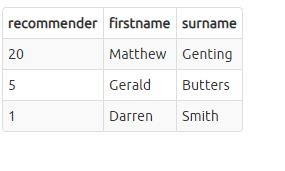 recommender firstname surname
20 Matthew Genting
5 Gerald Butters
1 Darren Smith